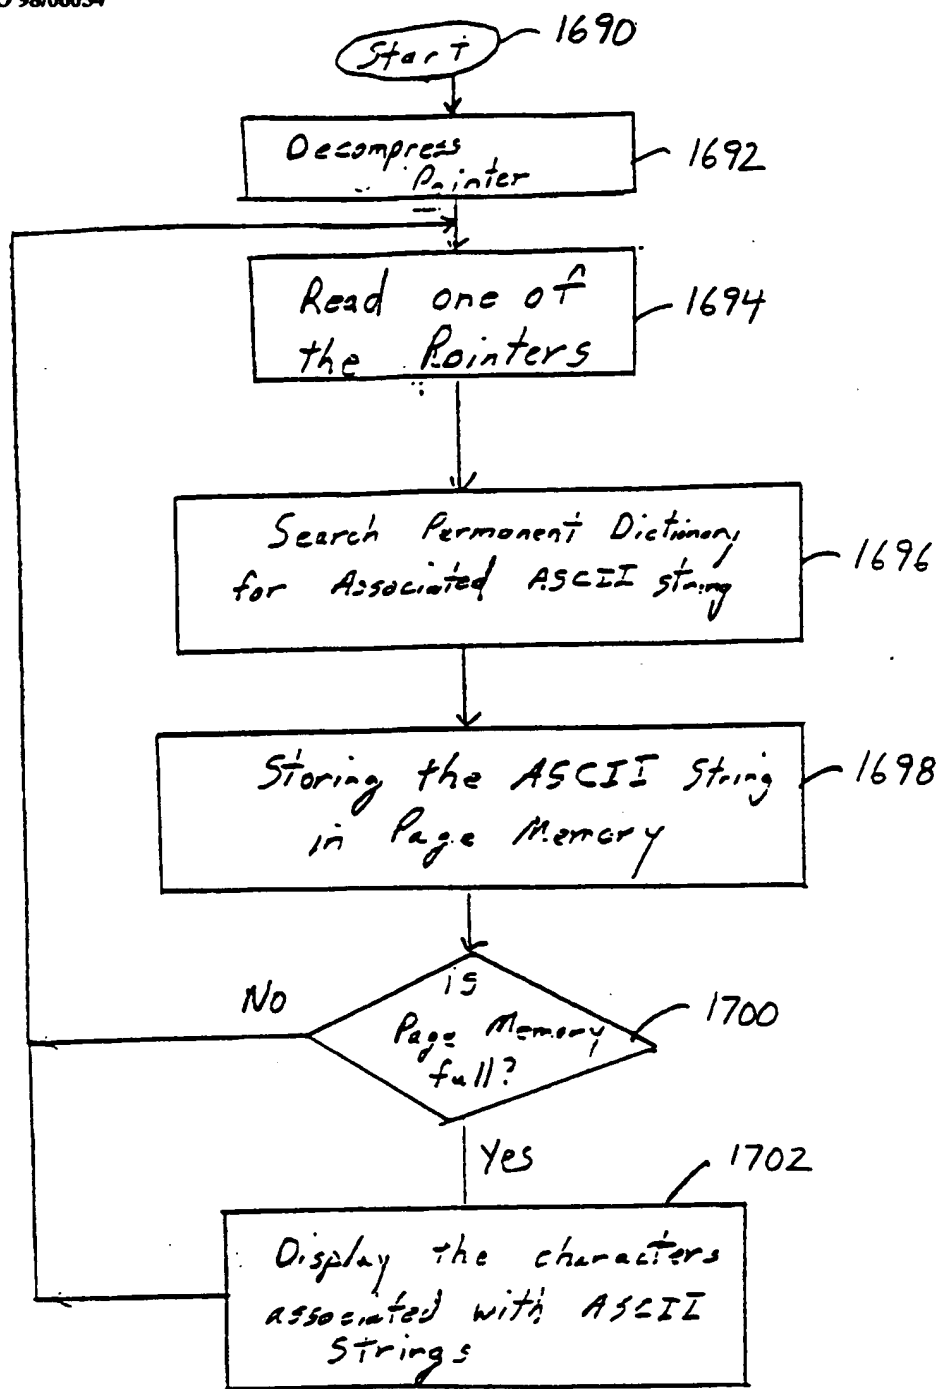 Start
1690
Decompress
Pointer
1692
Read one of
the Pointers
1694
Search Permanent Dictionary
for Associated ASCII string
1696
Storing the ASCII String
in Page Memory
1698
is
Page Memory
full?
1700
No
Yes
1702
Display the characters
associated with ASCII
Strings